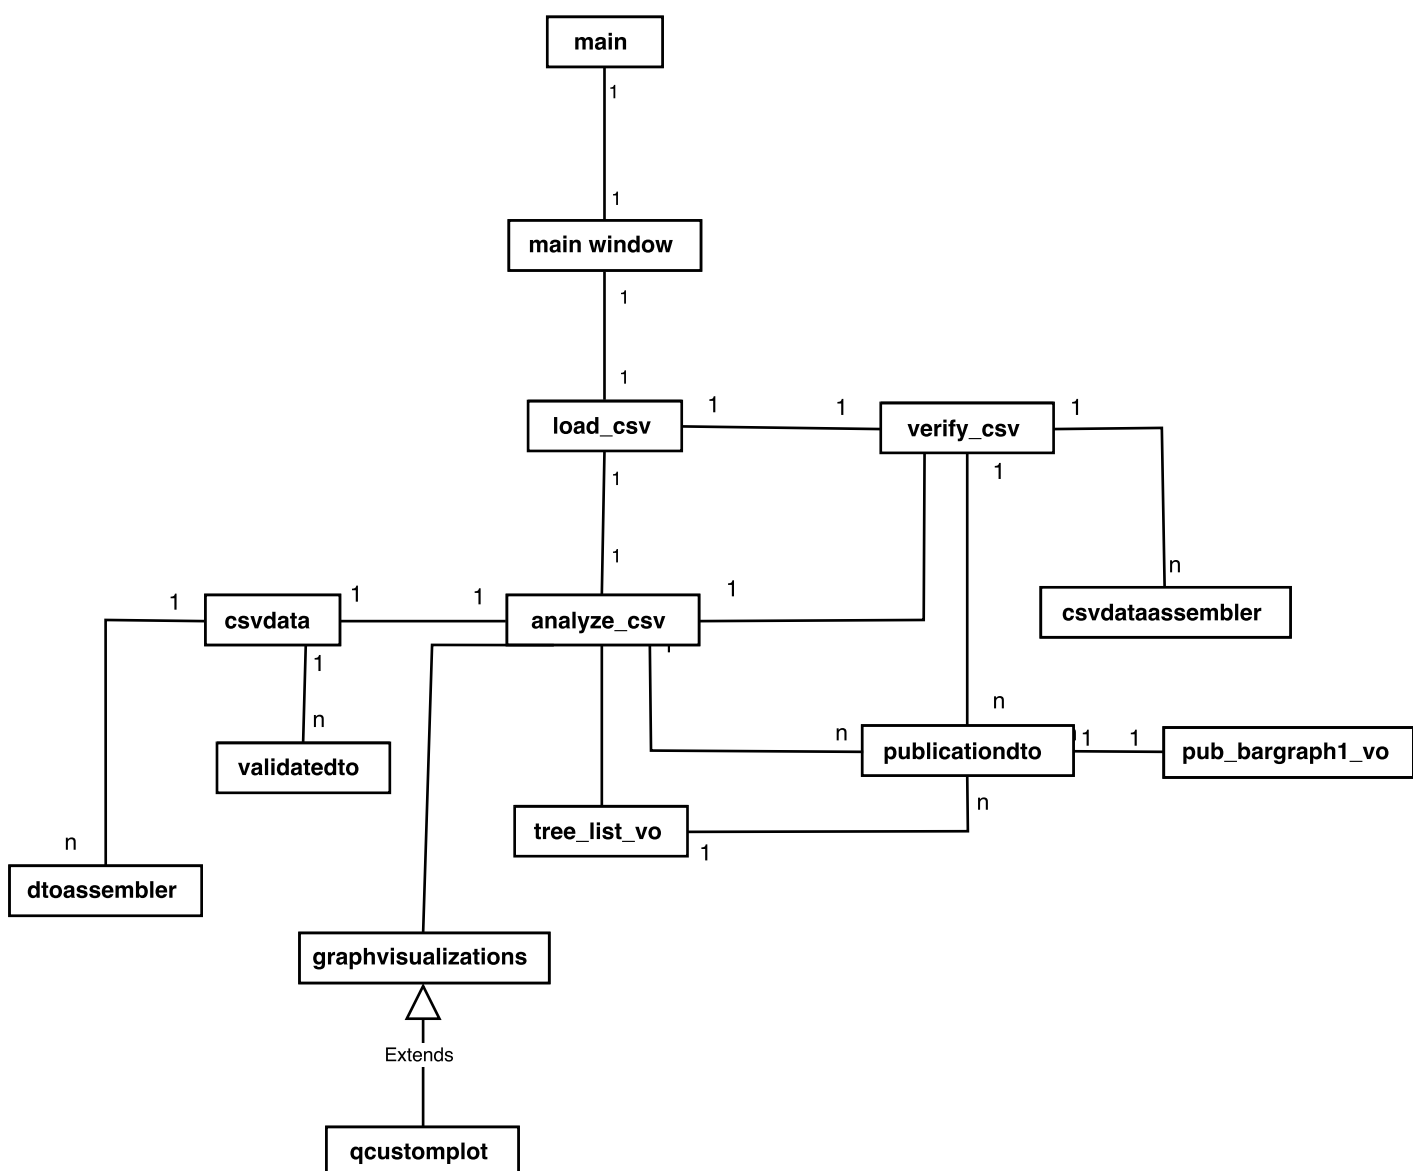 main
1
1
main window
1
1
load_csv
1
1
verify_csv
1
1
1
1
n
1
csvdata
1
1
analyze_csv
1
csvdataassembler
1
n
validatedto
n
publicationdto
n
1
1
pub_bargraph1_vo
tree_list_vo
1
n
n
dtoassembler
graphvisualizations
Extends
qcustomplot